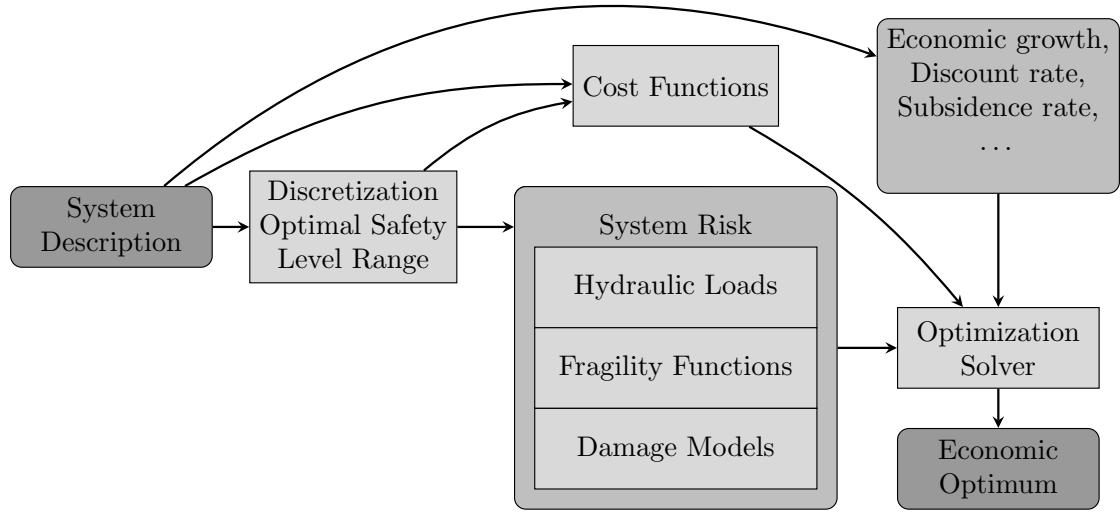 Economic growth,
Discount rate,
Subsidence rate,
...
Cost Functions
System
Description
Discretization
Optimal Safety
Level Range
System Risk
Hydraulic Loads
Fragility Functions
Damage Models
Optimization
Solver
Economic
Optimum